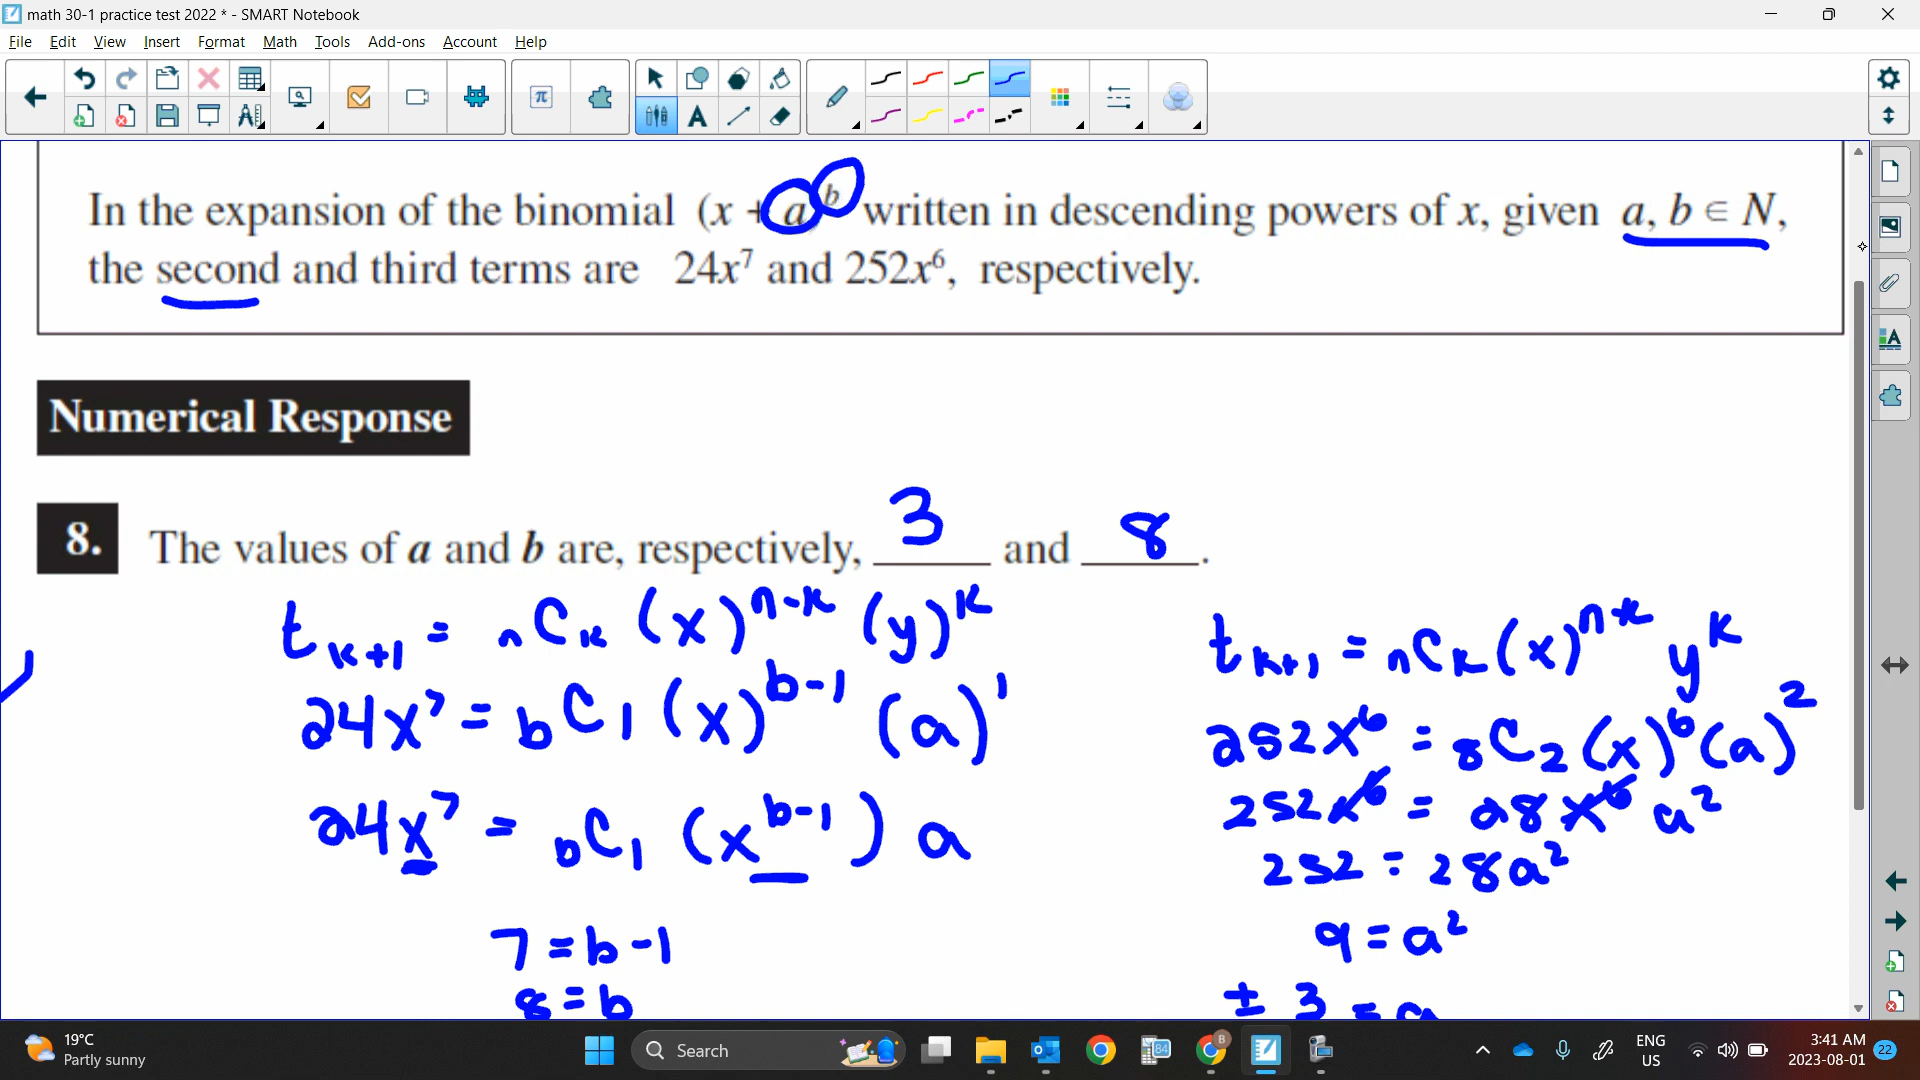 math 30-1 practice test 2022 * - SMART Notebook
File Edit View Insert Format Math Tools Add-ons Account Help
In the expansion of the binomial (x + a)^b written in descending powers of x, given a, b ∈ N,
the second and third terms are 24x^7 and 252x^6, respectively.
Numerical Response
8. The values of a and b are, respectively, 3 and 8.
t_{k+1} = nCk (x)^{n-k} (y)^k
24x^7 = bC1 (x)^{b-1} (a)^1
24x^7 = bC1 (x^{b-1}) a
7 = b-1
8 = b
t_{k+1} = nCk (x)^{n-k} y^k
252x^6 = 8C2 (x)^6 (a)^2
252x^6 = 28x^6 a^2
252 = 28a^2
9 = a^2
± 3 = a
19°C
Partly sunny
Search
ENG
US
3:41 AM
2023-08-01
22